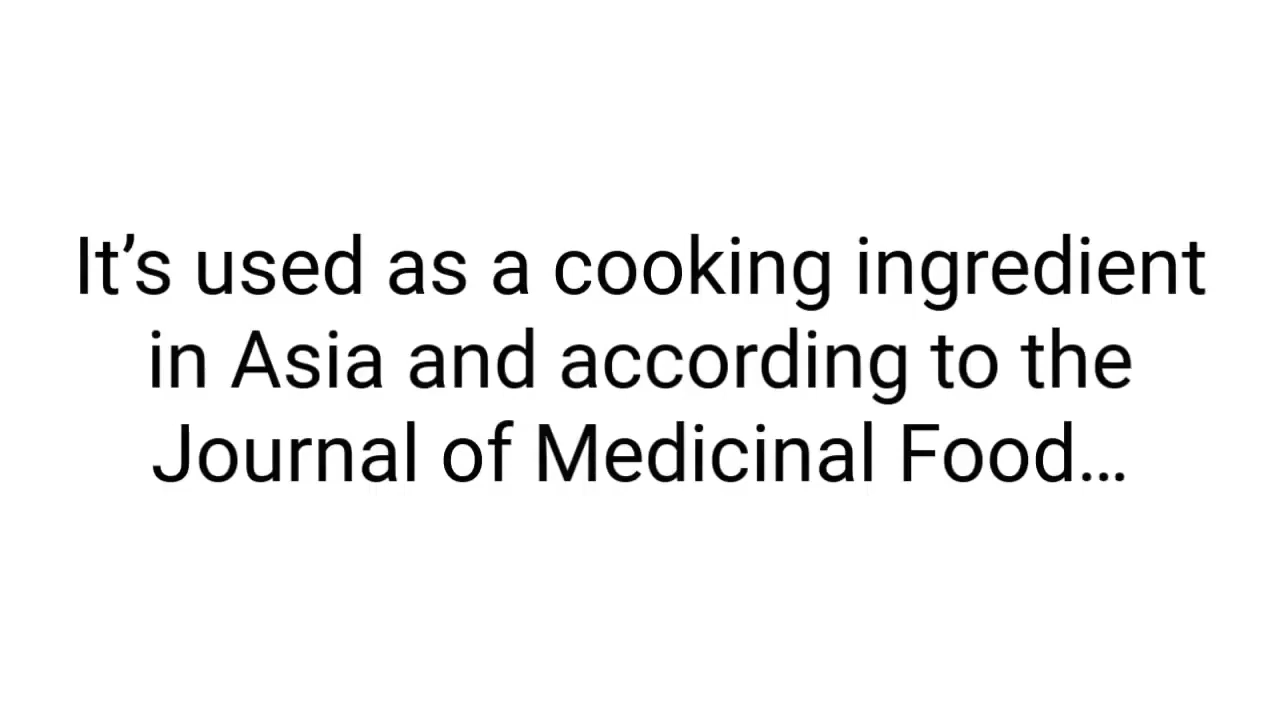 It’s used as a cooking ingredient
in Asia and according to the
Journal of Medicinal Food…